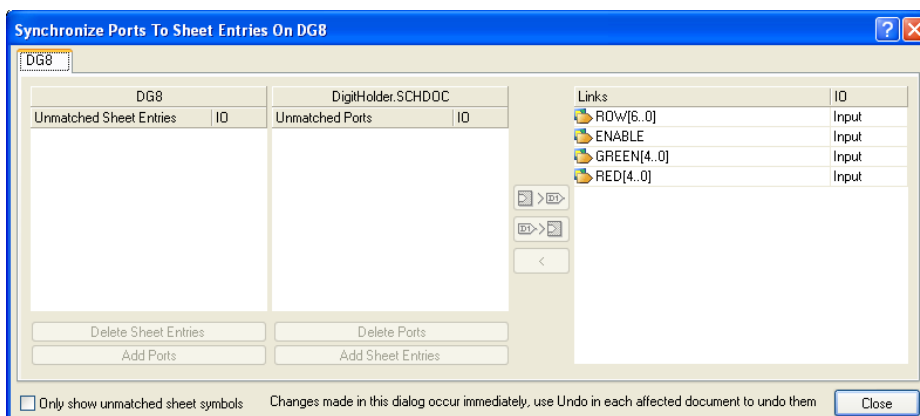 Synchronize Ports To Sheet Entries On DG8
DG8
DG8 DigitHolder.SCHDOC
Unmatched Sheet Entries IO Unmatched Ports IO
Links IO
ROW[6..0] Input
ENABLE Input
GREEN[4..0] Input
RED[4..0] Input
D1
D1
<
Delete Sheet Entries Delete Ports
Add Ports Add Sheet Entries
Only show unmatched sheet symbols Changes made in this dialog occur immediately, use Undo in each affected document to undo them Close